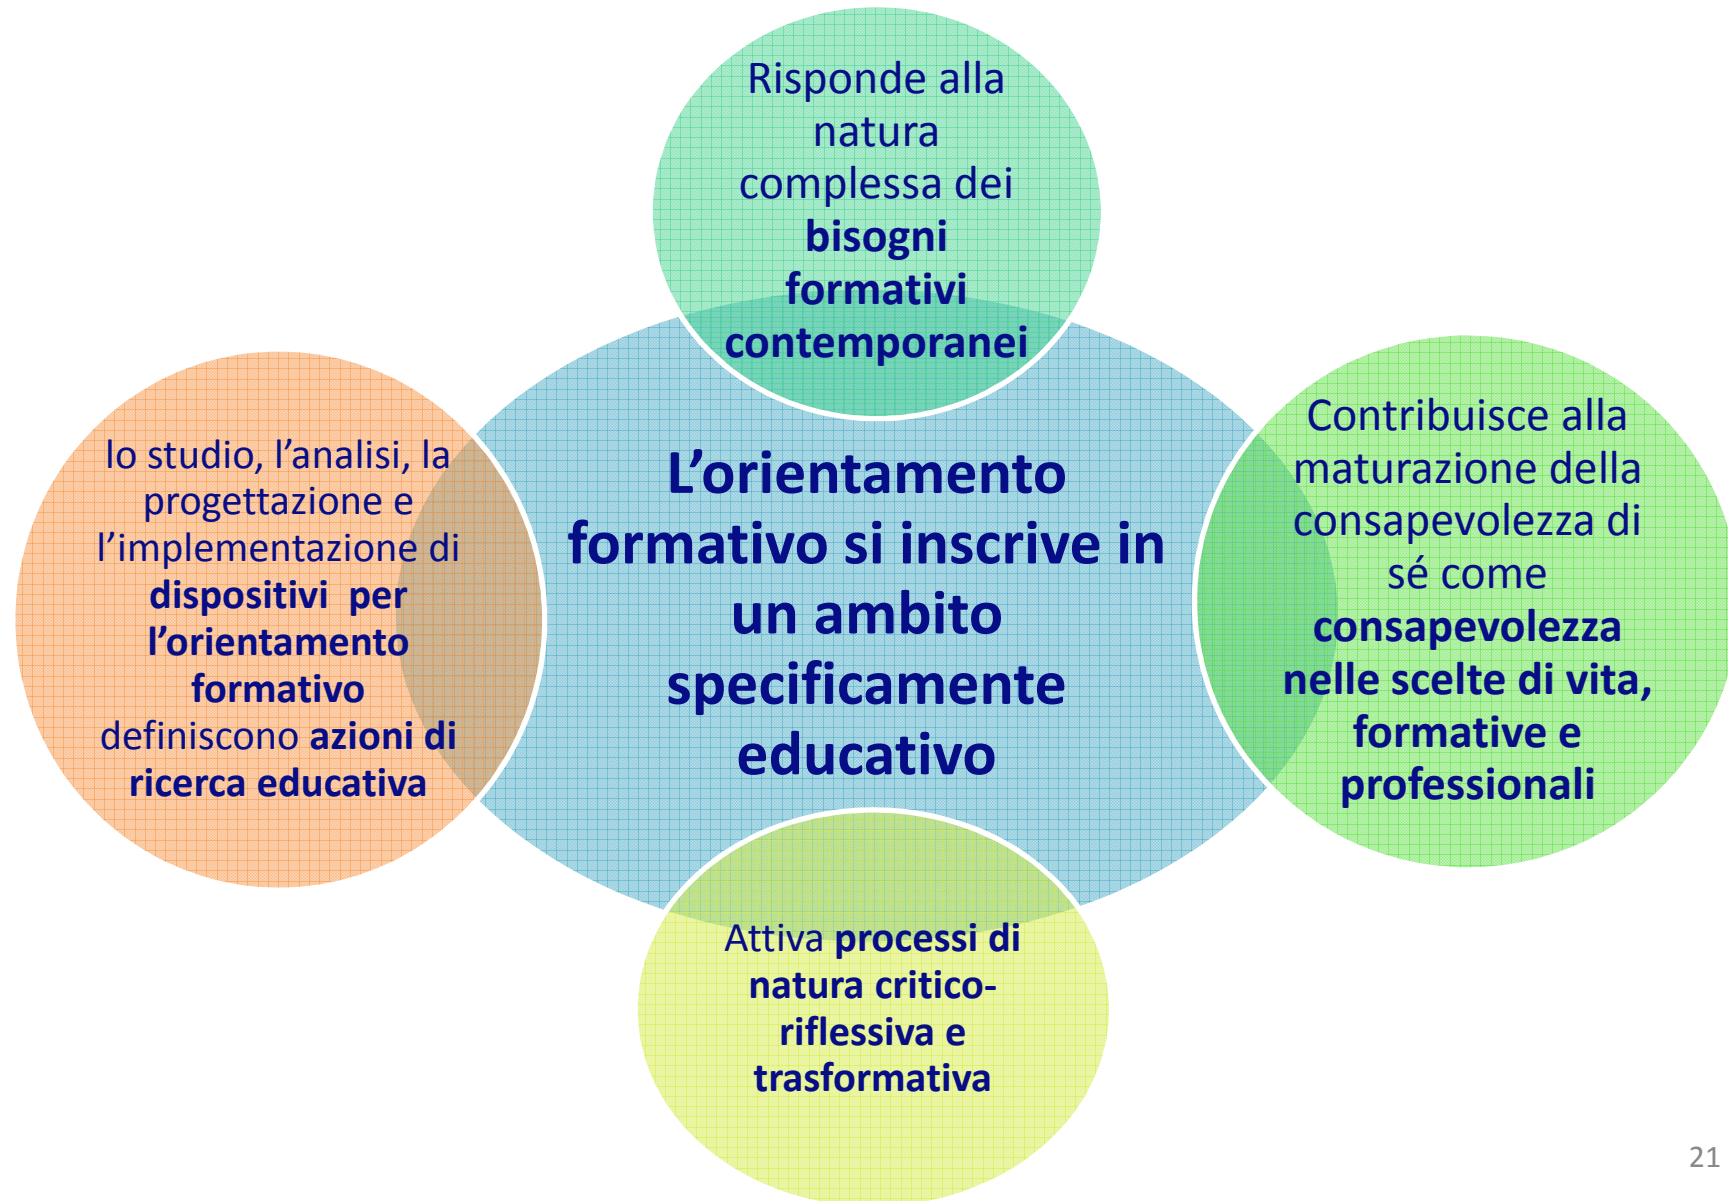 Risponde alla
natura
complessa dei
bisogni
formativi
contemporanei
lo studio, l’analisi, la
progettazione e
l’implementazione di
dispositivi  per
l’orientamento
formativo
definiscono azioni di
ricerca educativa
L’orientamento
formativo si inscrive in
un ambito
specificamente
educativo
Contribuisce alla
maturazione della
consapevolezza di
sé come
consapevolezza
nelle scelte di vita,
formative e
professionali
Attiva processi di
natura critico-
riflessiva e
trasformativa
21